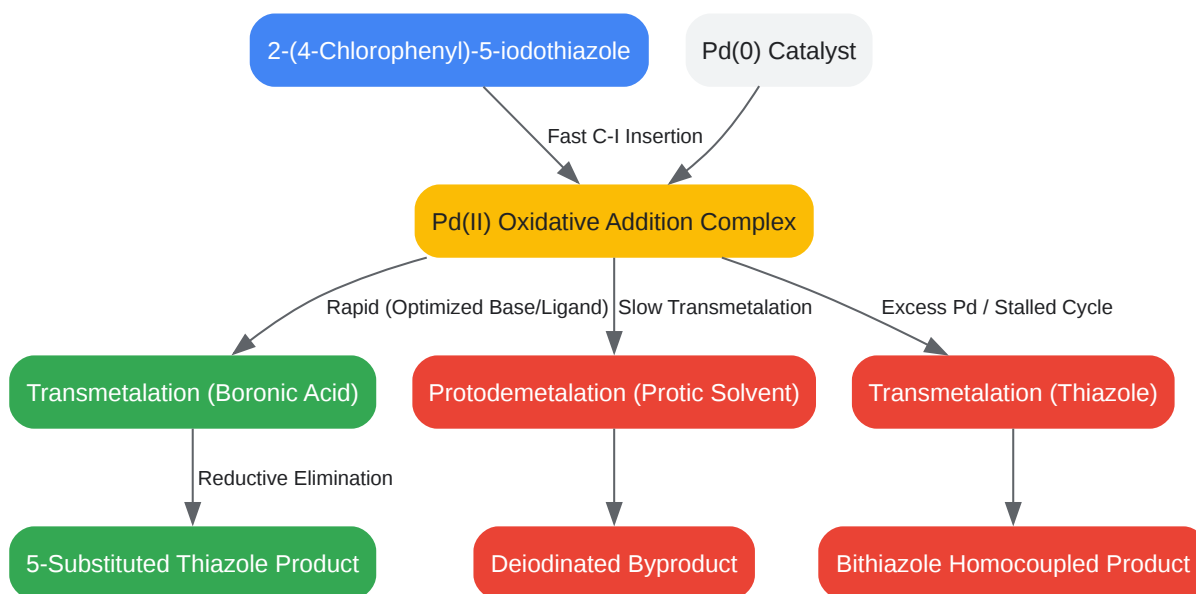 2-(4-Chlorophenyl)-5-iodothiazole
Pd(0) Catalyst
Fast C-I Insertion
Pd(II) Oxidative Addition Complex
Rapid (Optimized Base/Ligand)
Slow Transmetalation
Excess Pd / Stalled Cycle
Transmetalation (Boronic Acid)
Protodemetalation (Protic Solvent)
Transmetalation (Thiazole)
Reductive Elimination
5-Substituted Thiazole Product
Deiodinated Byproduct
Bithiazole Homocoupled Product